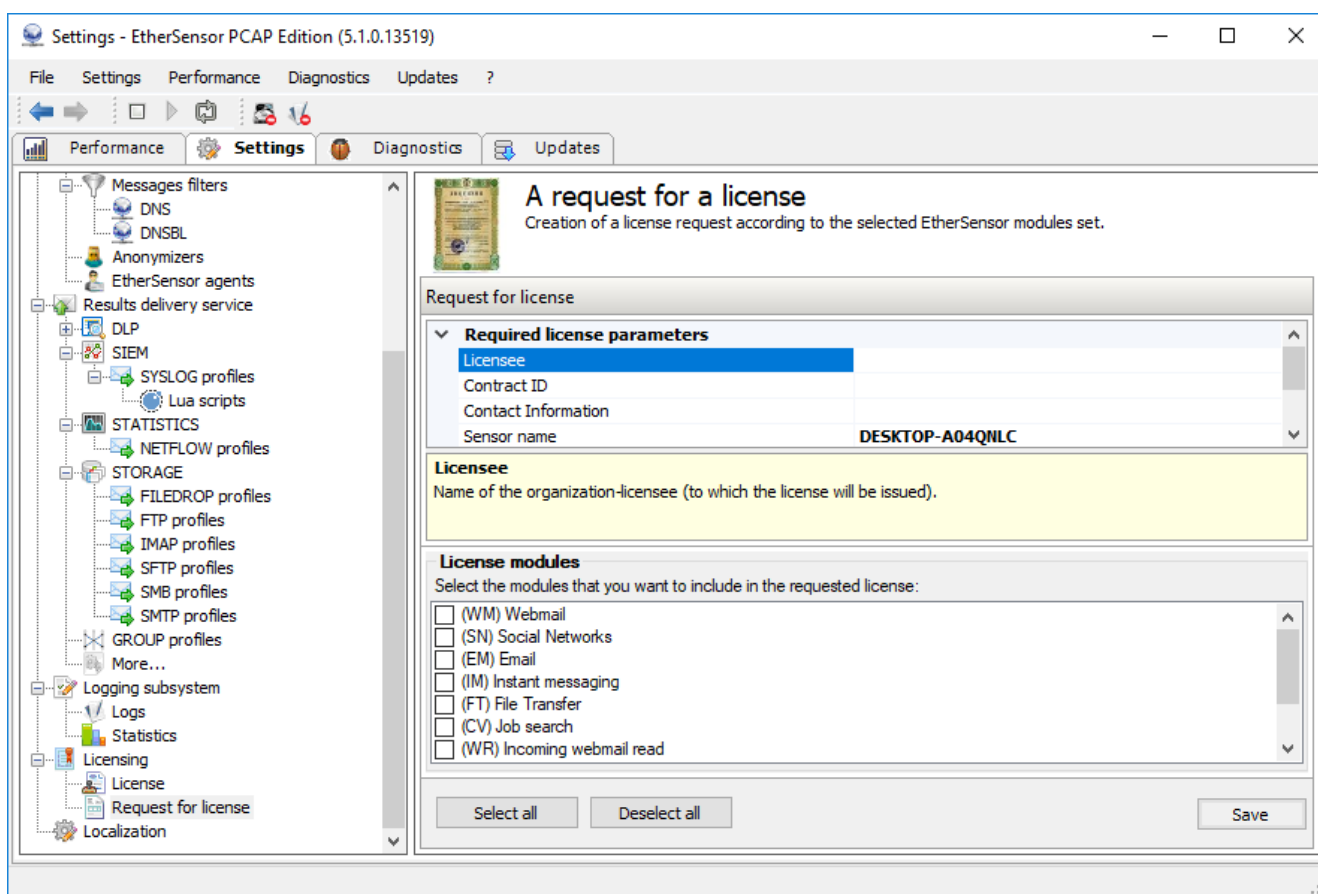 Settings - EtherSensor PCAP Edition (5.1.0.13519)
File Settings Performance Diagnostics Updates ?
Performance Settings Diagnostics Updates
Messages filters
DNS
DNSBL
Anonymizers
EtherSensor agents
Results delivery service
DLP
SIEM
SYSLOG profiles
Lua scripts
STATISTICS
NETFLOW profiles
STORAGE
FILEDROP profiles
FTP profiles
IMAP profiles
SFTP profiles
SMB profiles
SMTP profiles
GROUP profiles
More...
Logging subsystem
Logs
Statistics
Licensing
License
Request for license
Localization
A request for a license
Creation of a license request according to the selected EtherSensor modules set.
Request for license
Required license parameters
Licensee
Contract ID
Contact Information
Sensor name DESKTOP-A04QNLC
Licensee
Name of the organization-licensee (to which the license will be issued).
License modules
Select the modules that you want to include in the requested license:
(WM) Webmail
(SN) Social Networks
(EM) Email
(IM) Instant messaging
(FT) File Transfer
(CV) Job search
(WR) Incoming webmail read
Select all Deselect all Save